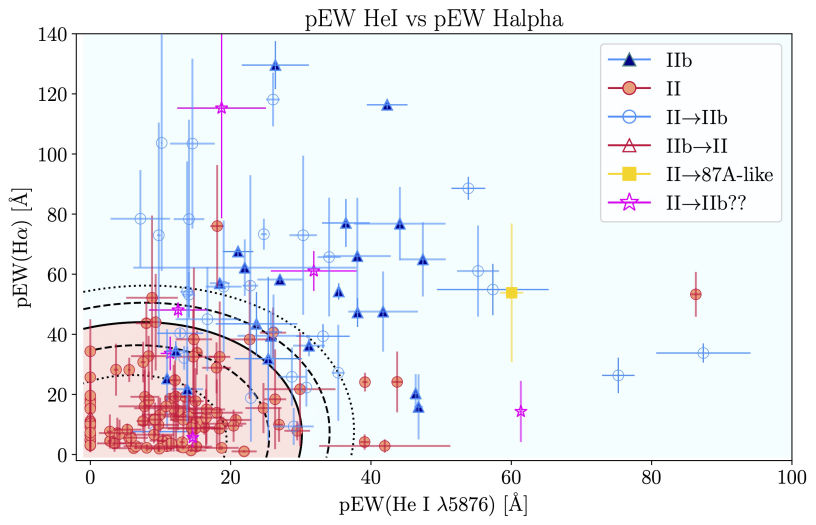 pEW HeI vs pEW Halpha
140
120
100
80
60
40
20
0
pEW(Hα) [Å]
IIb
II
II→IIb
IIb→II
II→87A-like
II→IIb??
0 20 40 60 80 100
pEW(He I λ5876) [Å]